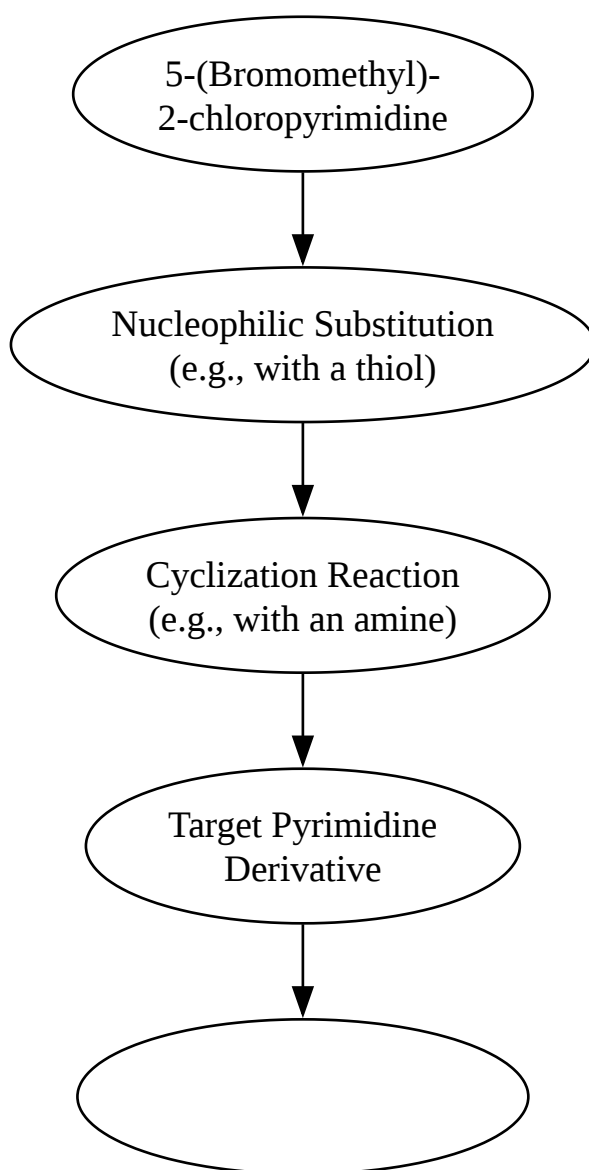 5-(Bromomethyl)-
2-chloropyrimidine
Nucleophilic Substitution
(e.g., with a thiol)
Cyclization Reaction
(e.g., with an amine)
Target Pyrimidine
Derivative